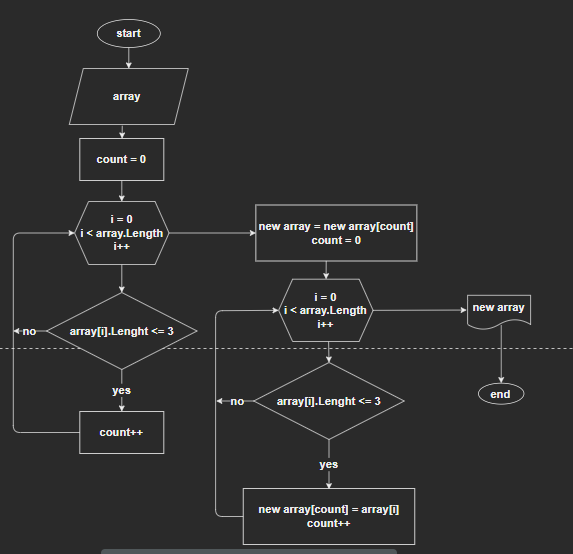 start
array
count = 0
i = 0
i < array.Length
i++
array[i].Lenght <= 3
no
yes
count++
new array = new array[count]
count = 0
i = 0
i < array.Length
i++
array[i].Lenght <= 3
no
yes
new array[count] = array[i]
count++
new array
end